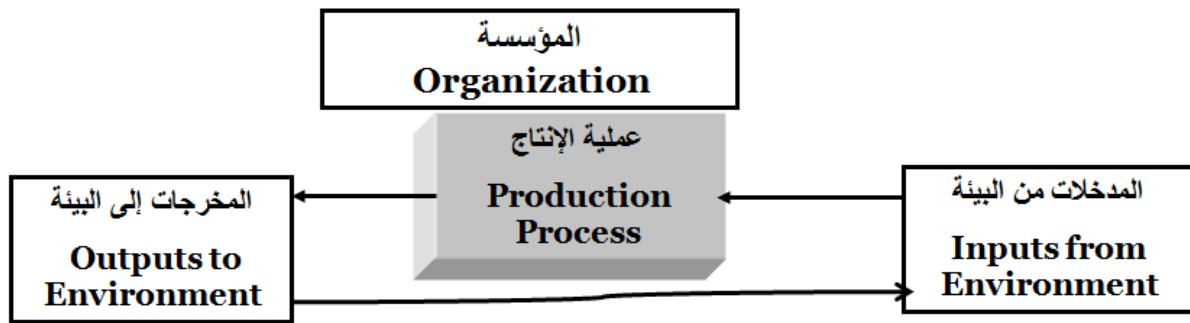 المؤسسة
Organization
عملية الإنتاج
Production
Process
المدخلات من البيئة
Inputs from
Environment
المخرجات إلى البيئة
Outputs to
Environment